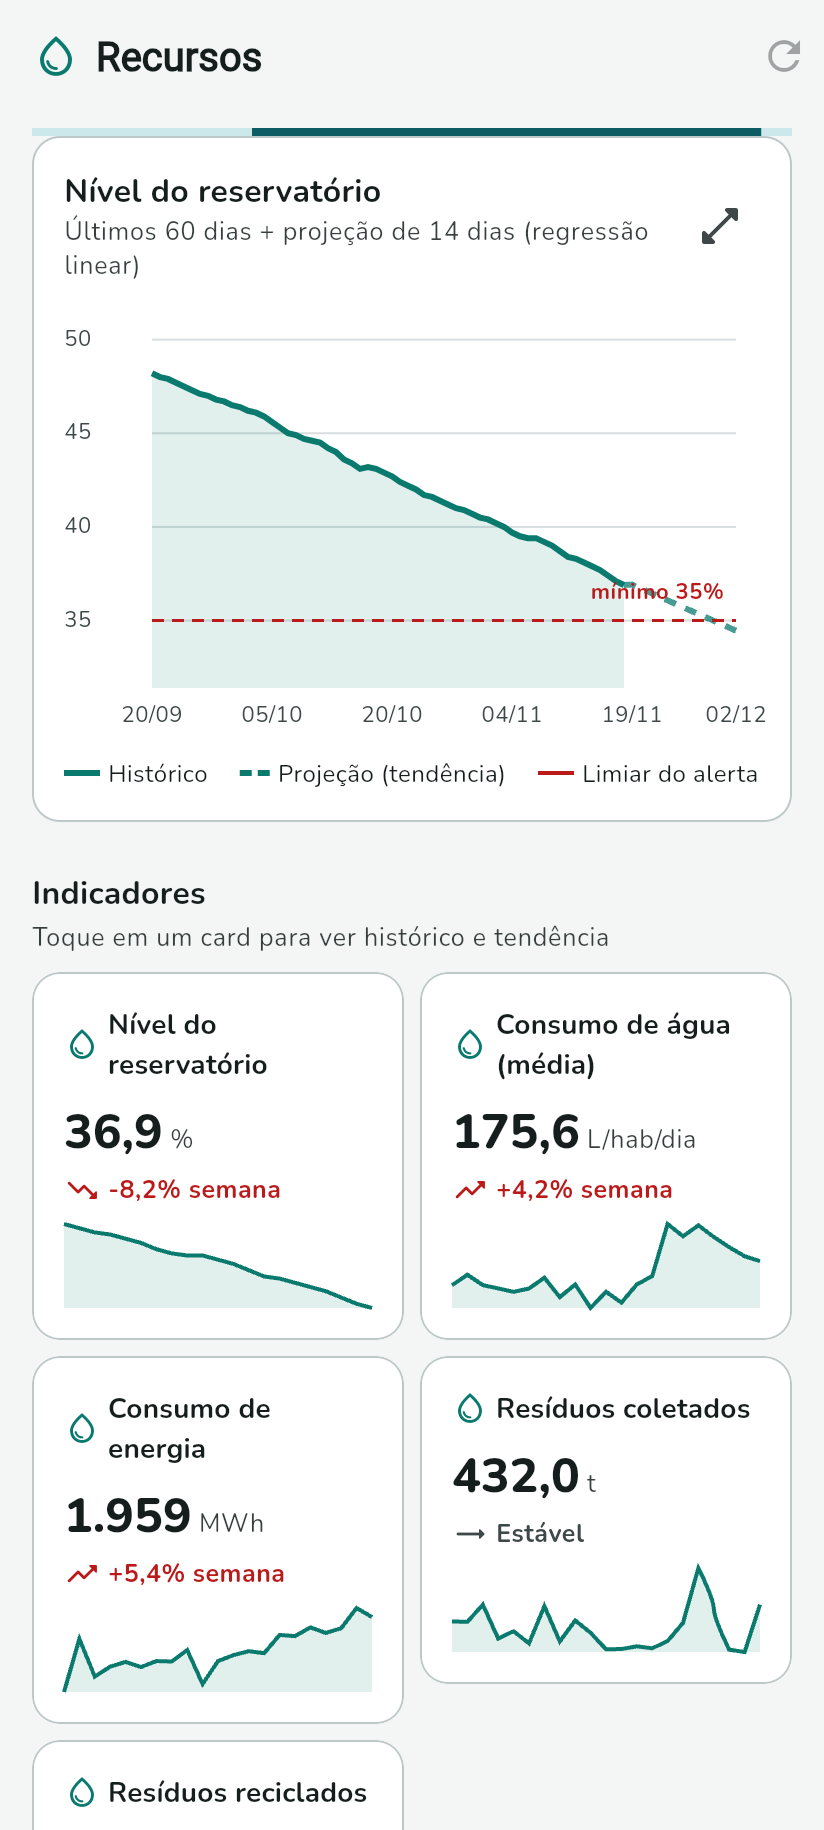 Recursos
Nível do reservatório
Últimos 60 dias + projeção de 14 dias (regressão
linear)
50
45
40
mínimo 35%
35
20/09 05/10 20/10 04/11 19/11 02/12
Histórico Projeção (tendência) Limiar do alerta
Indicadores
Toque em um card para ver histórico e tendência
Nível do
reservatório
36,9 %
-8,2% semana
Consumo de água
(média)
175,6 L/hab/dia
+4,2% semana
Consumo de
energia
1.959 MWh
+5,4% semana
Resíduos coletados
432,0 t
Estável
Resíduos reciclados